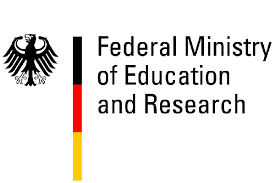 Federal Ministry
of Education
and Research